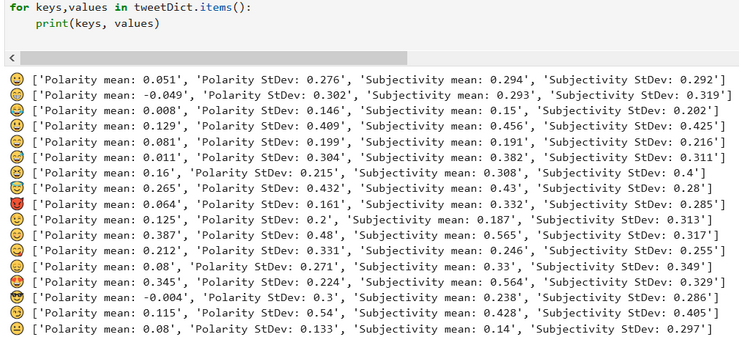 for keys,values in tweetDict.items():
print(keys, values)
😀 ['Polarity mean: 0.051', 'Polarity StDev: 0.276', 'Subjectivity mean: 0.294', 'Subjectivity StDev: 0.292']
😁 ['Polarity mean: -0.049', 'Polarity StDev: 0.302', 'Subjectivity mean: 0.293', 'Subjectivity StDev: 0.319']
😂 ['Polarity mean: 0.008', 'Polarity StDev: 0.146', 'Subjectivity mean: 0.15', 'Subjectivity StDev: 0.202']
😃 ['Polarity mean: 0.129', 'Polarity StDev: 0.409', 'Subjectivity mean: 0.456', 'Subjectivity StDev: 0.425']
😄 ['Polarity mean: 0.081', 'Polarity StDev: 0.199', 'Subjectivity mean: 0.191', 'Subjectivity StDev: 0.216']
😅 ['Polarity mean: 0.011', 'Polarity StDev: 0.304', 'Subjectivity mean: 0.382', 'Subjectivity StDev: 0.311']
😆 ['Polarity mean: 0.16', 'Polarity StDev: 0.215', 'Subjectivity mean: 0.308', 'Subjectivity StDev: 0.4']
😇 ['Polarity mean: 0.265', 'Polarity StDev: 0.432', 'Subjectivity mean: 0.43', 'Subjectivity StDev: 0.28']
😈 ['Polarity mean: 0.064', 'Polarity StDev: 0.161', 'Subjectivity mean: 0.332', 'Subjectivity StDev: 0.285']
😉 ['Polarity mean: 0.125', 'Polarity StDev: 0.2', 'Subjectivity mean: 0.187', 'Subjectivity StDev: 0.313']
😊 ['Polarity mean: 0.387', 'Polarity StDev: 0.48', 'Subjectivity mean: 0.565', 'Subjectivity StDev: 0.317']
😋 ['Polarity mean: 0.212', 'Polarity StDev: 0.331', 'Subjectivity mean: 0.246', 'Subjectivity StDev: 0.255']
😌 ['Polarity mean: 0.08', 'Polarity StDev: 0.271', 'Subjectivity mean: 0.33', 'Subjectivity StDev: 0.349']
😍 ['Polarity mean: 0.345', 'Polarity StDev: 0.224', 'Subjectivity mean: 0.564', 'Subjectivity StDev: 0.329']
😎 ['Polarity mean: -0.004', 'Polarity StDev: 0.3', 'Subjectivity mean: 0.238', 'Subjectivity StDev: 0.286']
😏 ['Polarity mean: 0.115', 'Polarity StDev: 0.54', 'Subjectivity mean: 0.428', 'Subjectivity StDev: 0.405']
😐 ['Polarity mean: 0.08', 'Polarity StDev: 0.133', 'Subjectivity mean: 0.14', 'Subjectivity StDev: 0.297']